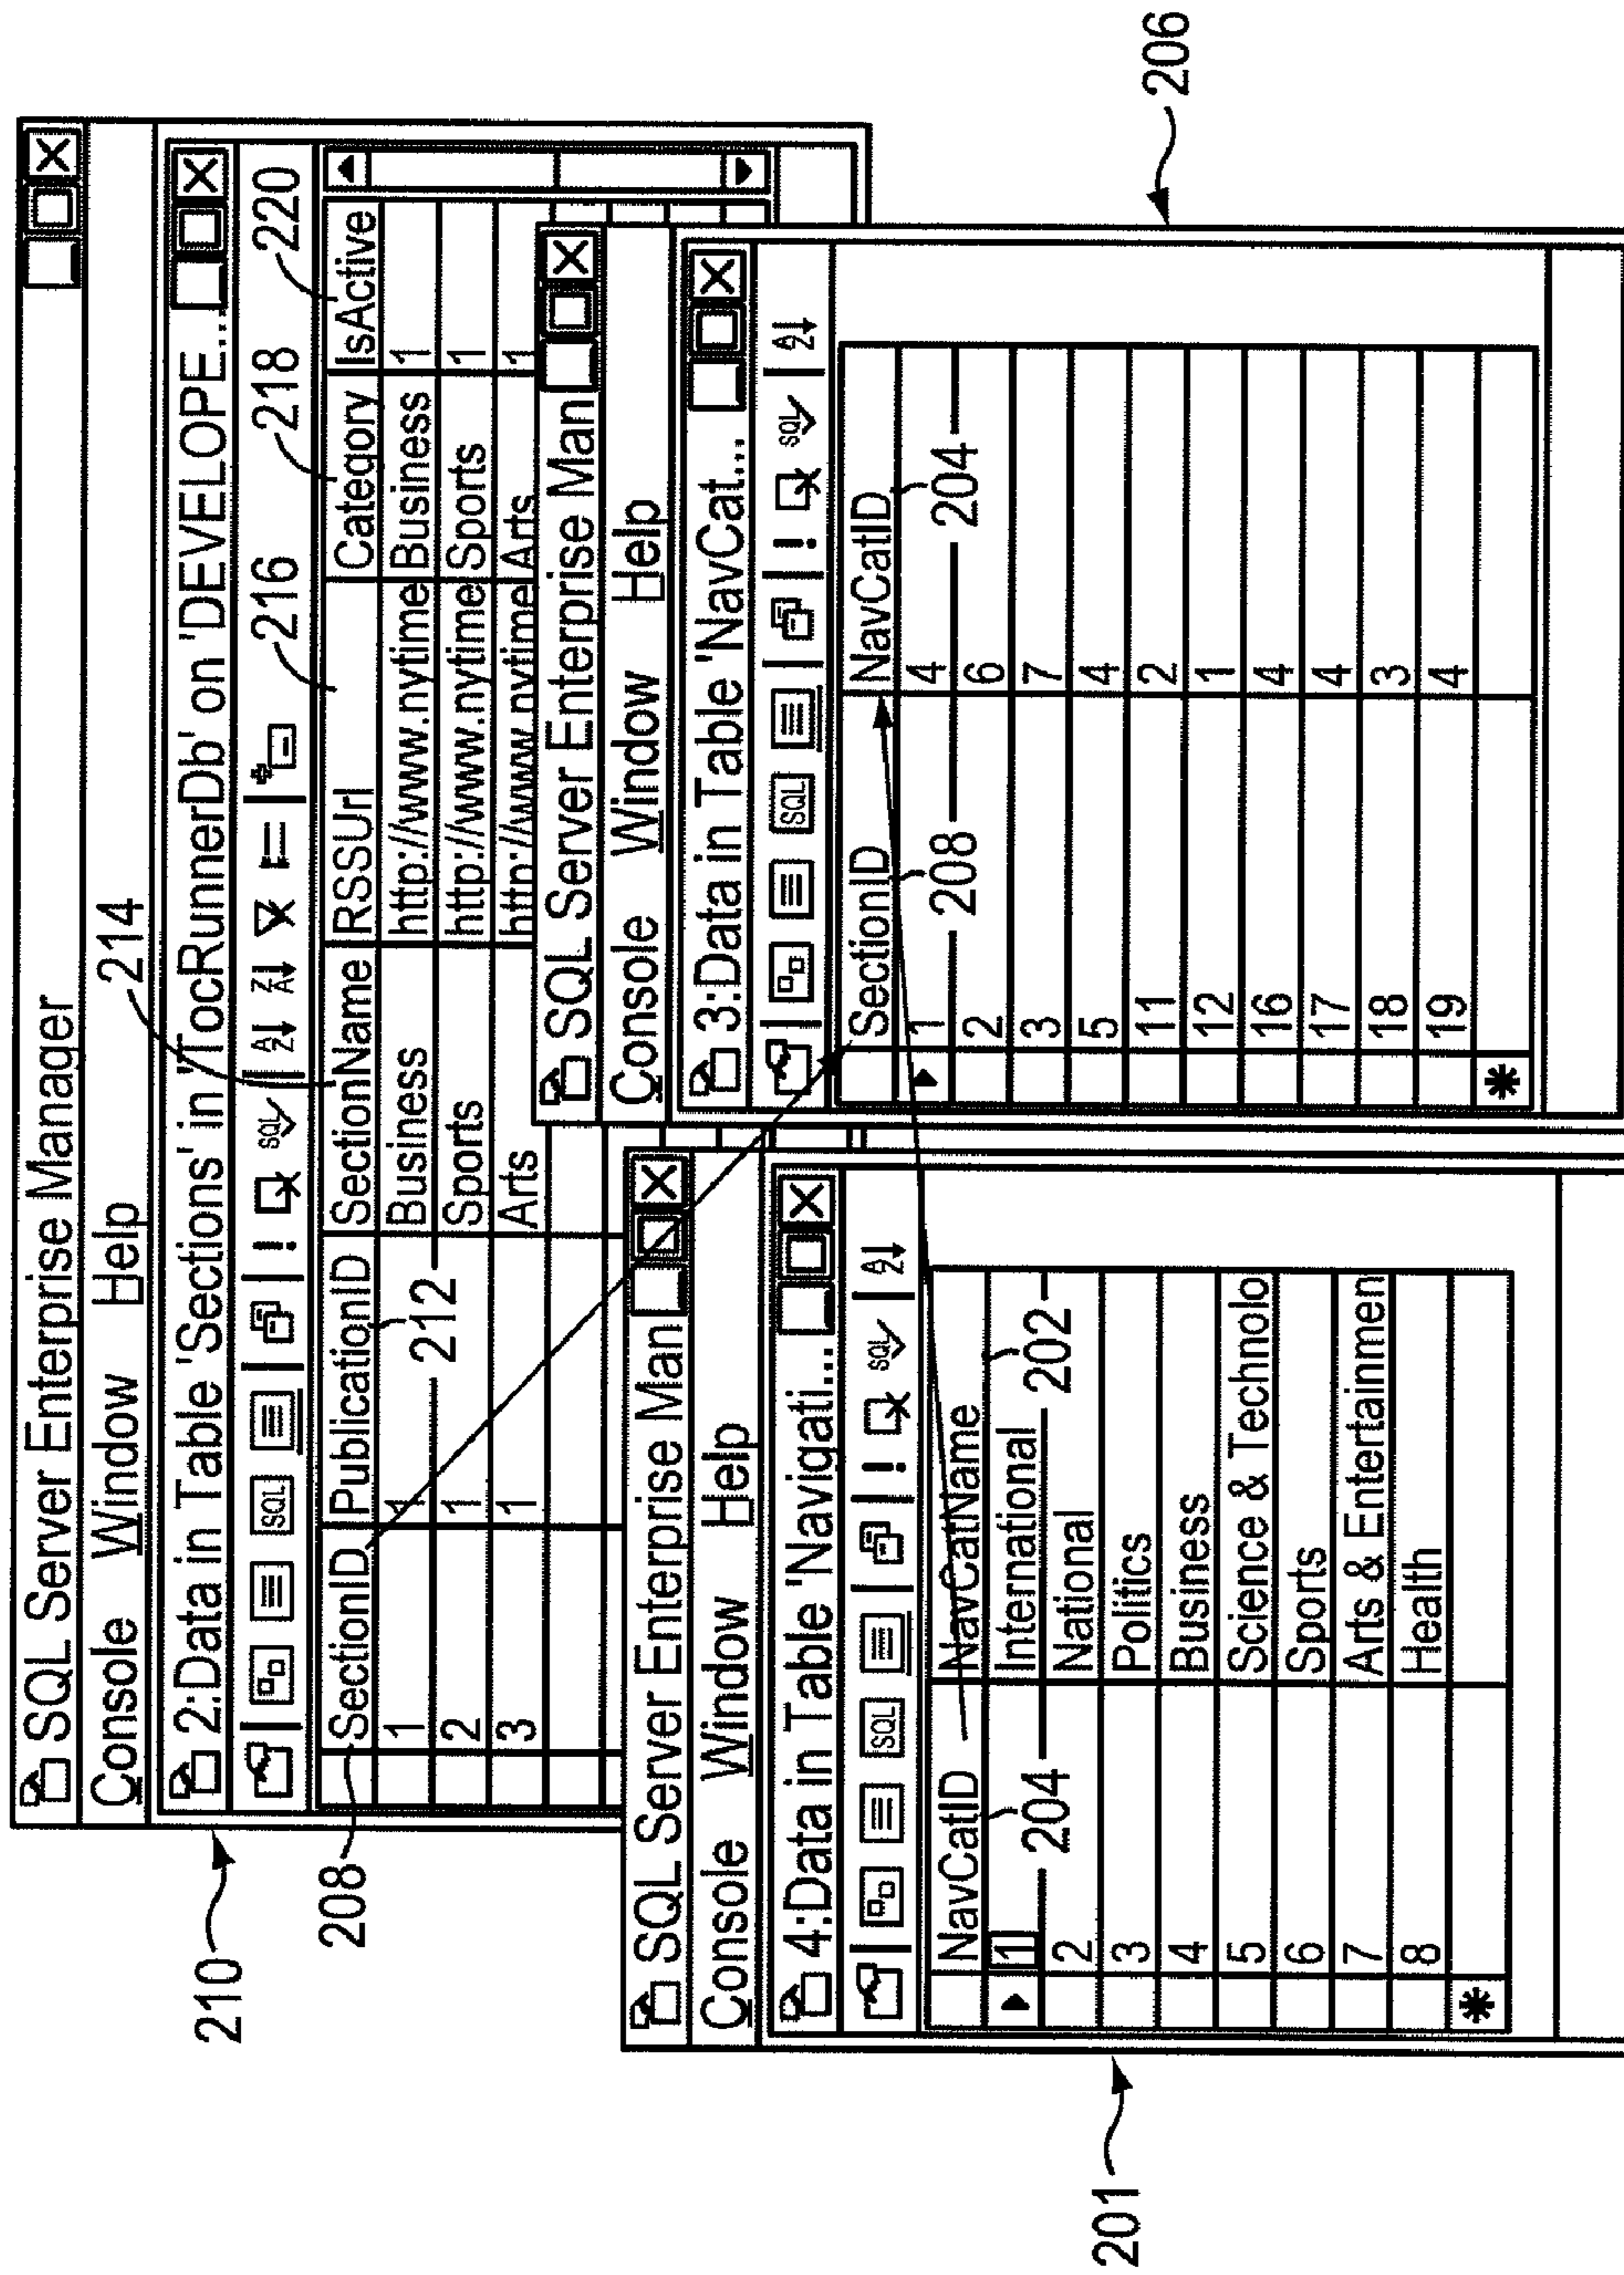 SQL Server Enterprise Manager
Console Window Help
214
2:Data in Table 'Sections' in 'TocRunnerDb' on 'DEVELOPE...
SQL SQL A Z Z A 216 218 220
SectionID PublicationID SectionName RSSUrl Category IsActive
1 1 Business http://www.nytime Business 1
2 1 Sports http://www.nytime Sports 1
3 1 Arts http://www.nytime Arts 1
212
208
210
SQL Server Enterprise Man
Console Window Help
4:Data in Table 'Navigati...
SQL SQL A Z
NavCatID NavCatName
1 International
204 202
2 National
3 Politics
4 Business
5 Science & Technolo
6 Sports
7 Arts & Entertainmen
8 Health
201
SQL Server Enterprise Man
Console Window Help
3:Data in Table 'NavCat...
SQL SQL A Z
SectionID NavCatID
1 4
208 204
2 6
3 7
5 4
11 2
12 1
16 4
17 4
18 3
19 4
206